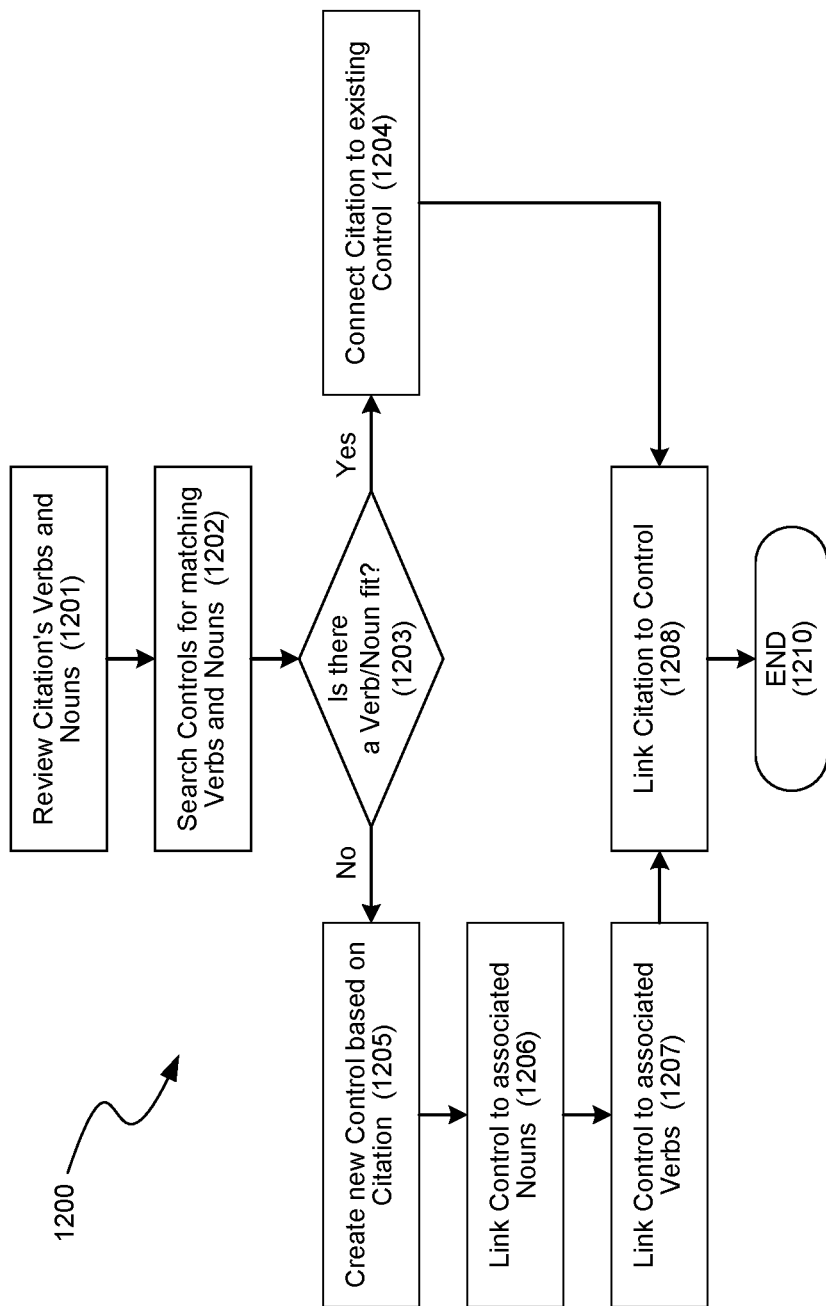 1200
Review Citation's Verbs and
Nouns (1201)
Search Controls for matching
Verbs and Nouns (1202)
Is there
a Verb/Noun fit?
(1203)
Yes
Connect Citation to existing
Control (1204)
No
Create new Control based on
Citation (1205)
Link Control to associated
Nouns (1206)
Link Control to associated
Verbs (1207)
Link Citation to Control
(1208)
END
(1210)